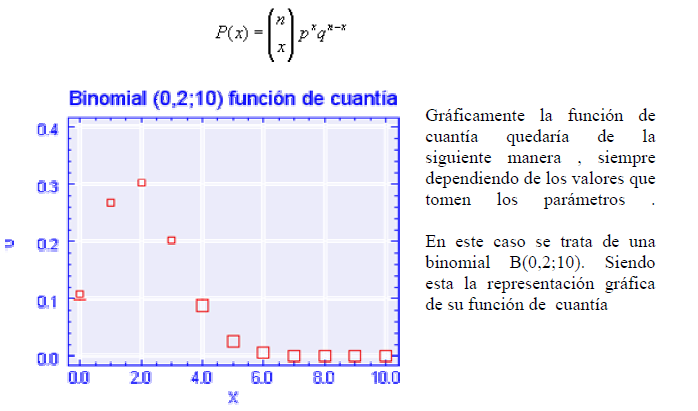 P(x) = (n x) p^x q^{n-x}
Binomial (0,2;10) función de cuantía
0.4
0.3
0.2
0.1
0.0
0.0 2.0 4.0 6.0 8.0 10.0
X
Gráficamente la función de
cuantía quedaría de la
siguiente manera , siempre
dependiendo de los valores que
tomen los parámetros .
En este caso se trata de una
binomial B(0,2;10). Siendo
esta la representación gráfica
de su función de cuantía